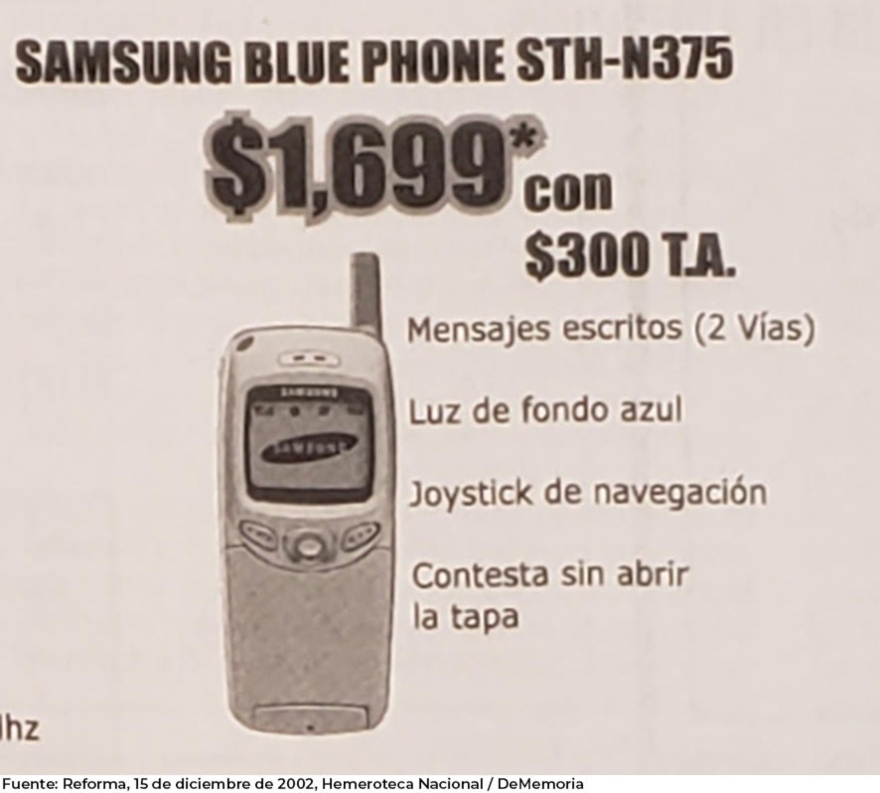 SAMSUNG BLUE PHONE STH-N375
$1,699* con
$300 T.A.
Mensajes escritos (2 Vías)
SAMSUNG
SAMSUNG
Luz de fondo azul
Joystick de navegación
Contesta sin abrir
la tapa
hz
Fuente: Reforma, 15 de diciembre de 2002, Hemeroteca Nacional / DeMemoria